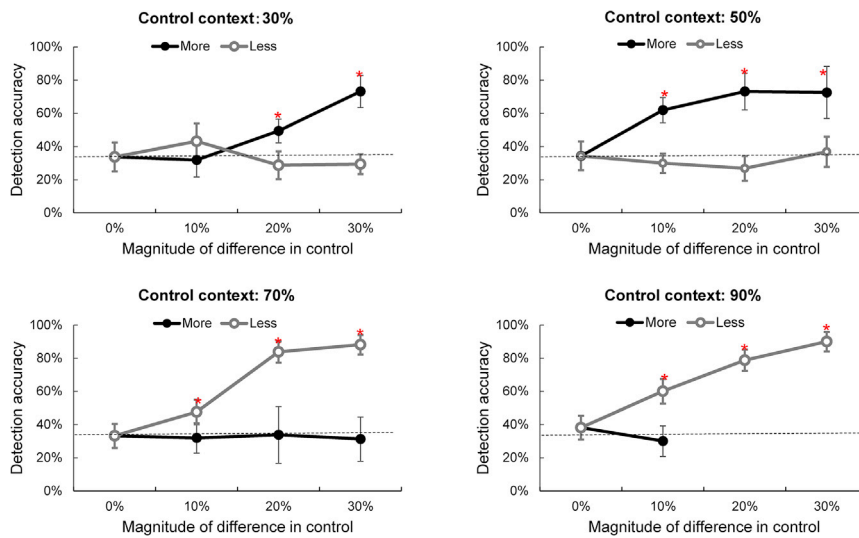 Control context: 30%
More Less
Detection accuracy
100%
80%
60%
40%
20%
0%
* *
0% 10% 20% 30%
Magnitude of difference in control
Control context: 50%
More Less
Detection accuracy
100%
80%
60%
40%
20%
0%
* * *
0% 10% 20% 30%
Magnitude of difference in control
Control context: 70%
More Less
Detection accuracy
100%
80%
60%
40%
20%
0%
* * *
0% 10% 20% 30%
Magnitude of difference in control
Control context: 90%
More Less
Detection accuracy
100%
80%
60%
40%
20%
0%
* * *
0% 10% 20% 30%
Magnitude of difference in control